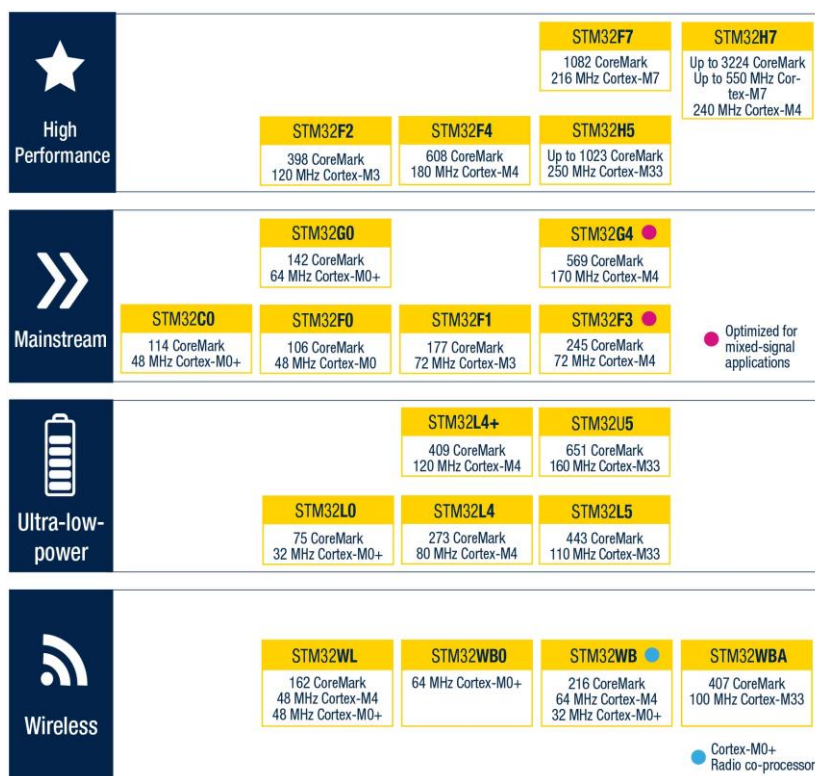 High
Performance
STM32F7
1082 CoreMark
216 MHz Cortex-M7
STM32H7
Up to 3224 CoreMark
Up to 550 MHz Cor-
tex-M7
240 MHz Cortex-M4
STM32F2
398 CoreMark
120 MHz Cortex-M3
STM32F4
608 CoreMark
180 MHz Cortex-M4
STM32H5
Up to 1023 CoreMark
250 MHz Cortex-M33
Mainstream
STM32G0
142 CoreMark
64 MHz Cortex-M0+
STM32G4
569 CoreMark
170 MHz Cortex-M4
STM32C0
114 CoreMark
48 MHz Cortex-M0+
STM32F0
106 CoreMark
48 MHz Cortex-M0
STM32F1
177 CoreMark
72 MHz Cortex-M3
STM32F3
245 CoreMark
72 MHz Cortex-M4
Optimized for
mixed-signal
applications
Ultra-low-
power
STM32L4+
409 CoreMark
120 MHz Cortex-M4
STM32U5
651 CoreMark
160 MHz Cortex-M33
STM32L0
75 CoreMark
32 MHz Cortex-M0+
STM32L4
273 CoreMark
80 MHz Cortex-M4
STM32L5
443 CoreMark
110 MHz Cortex-M33
Wireless
STM32WL
162 CoreMark
48 MHz Cortex-M4
48 MHz Cortex-M0+
STM32WB0
64 MHz Cortex-M0+
STM32WB
216 CoreMark
64 MHz Cortex-M4
32 MHz Cortex-M0+
STM32WBA
407 CoreMark
100 MHz Cortex-M33
Cortex-M0+
Radio co-processor